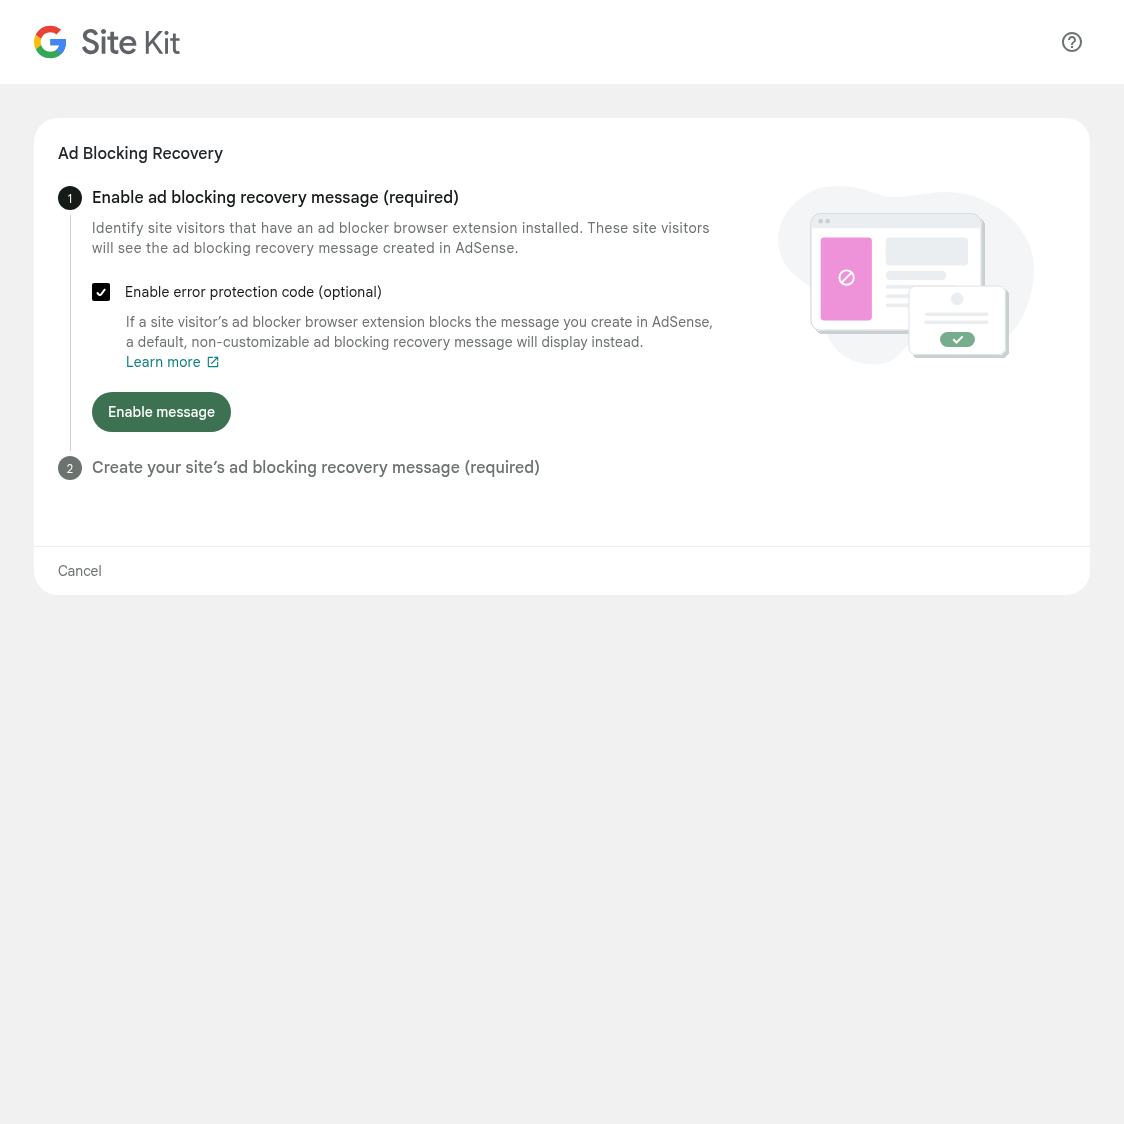 Site Kit
Ad Blocking Recovery
1 Enable ad blocking recovery message (required)
Identify site visitors that have an ad blocker browser extension installed. These site visitors
will see the ad blocking recovery message created in AdSense.
Enable error protection code (optional)
If a site visitor’s ad blocker browser extension blocks the message you create in AdSense,
a default, non-customizable ad blocking recovery message will display instead.
Learn more
Enable message
2 Create your site’s ad blocking recovery message (required)
Cancel